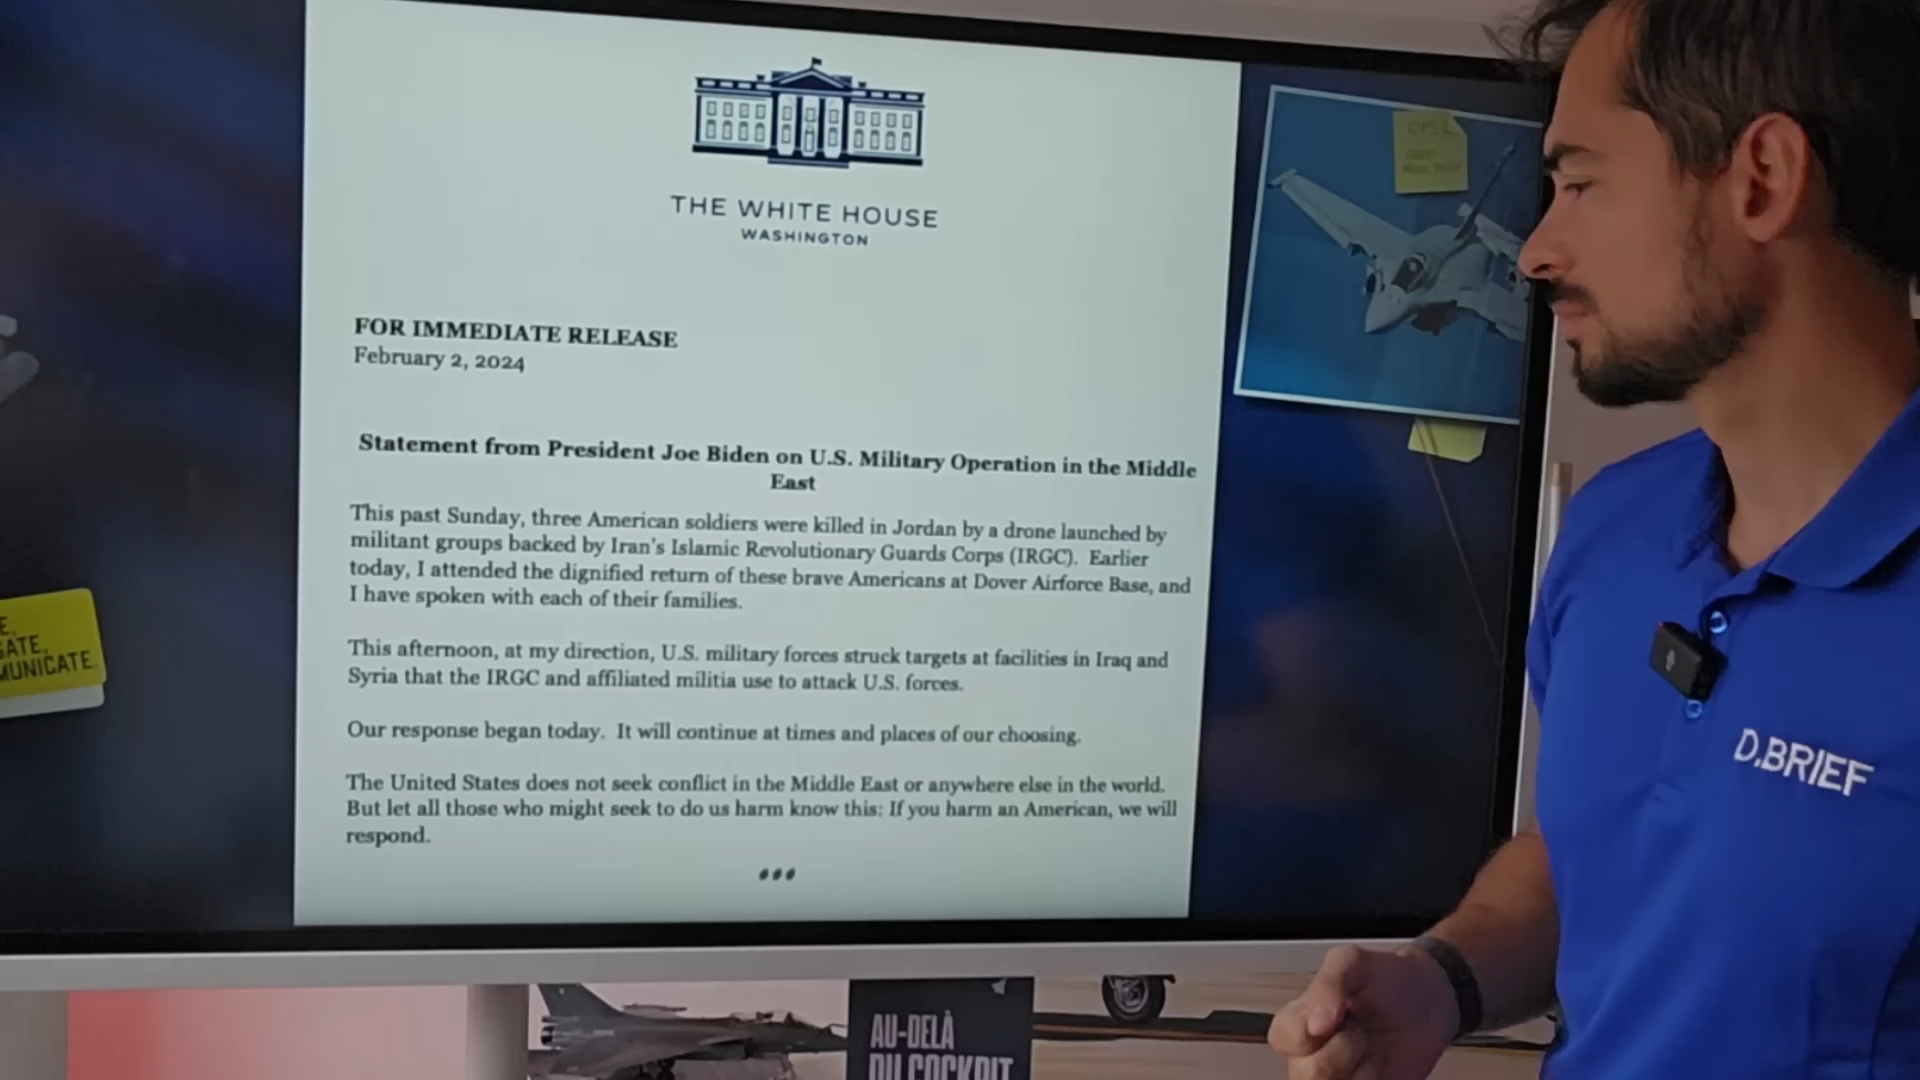 THE WHITE HOUSE
WASHINGTON
FOR IMMEDIATE RELEASE
February 2, 2024
Statement from President Joe Biden on U.S. Military Operation in the Middle
East
This past Sunday, three American soldiers were killed in Jordan by a drone launched by
militant groups backed by Iran's Islamic Revolutionary Guards Corps (IRGC). Earlier
today, I attended the dignified return of these brave Americans at Dover Airforce Base, and
I have spoken with each of their families.
This afternoon, at my direction, U.S. military forces struck targets at facilities in Iraq and
Syria that the IRGC and affiliated militia use to attack U.S. forces.
Our response began today. It will continue at times and places of our choosing.
The United States does not seek conflict in the Middle East or anywhere else in the world.
But let all those who might seek to do us harm know this: If you harm an American, we will
respond.
D.BRIEF
AU-DELÀ
DU COCKPIT